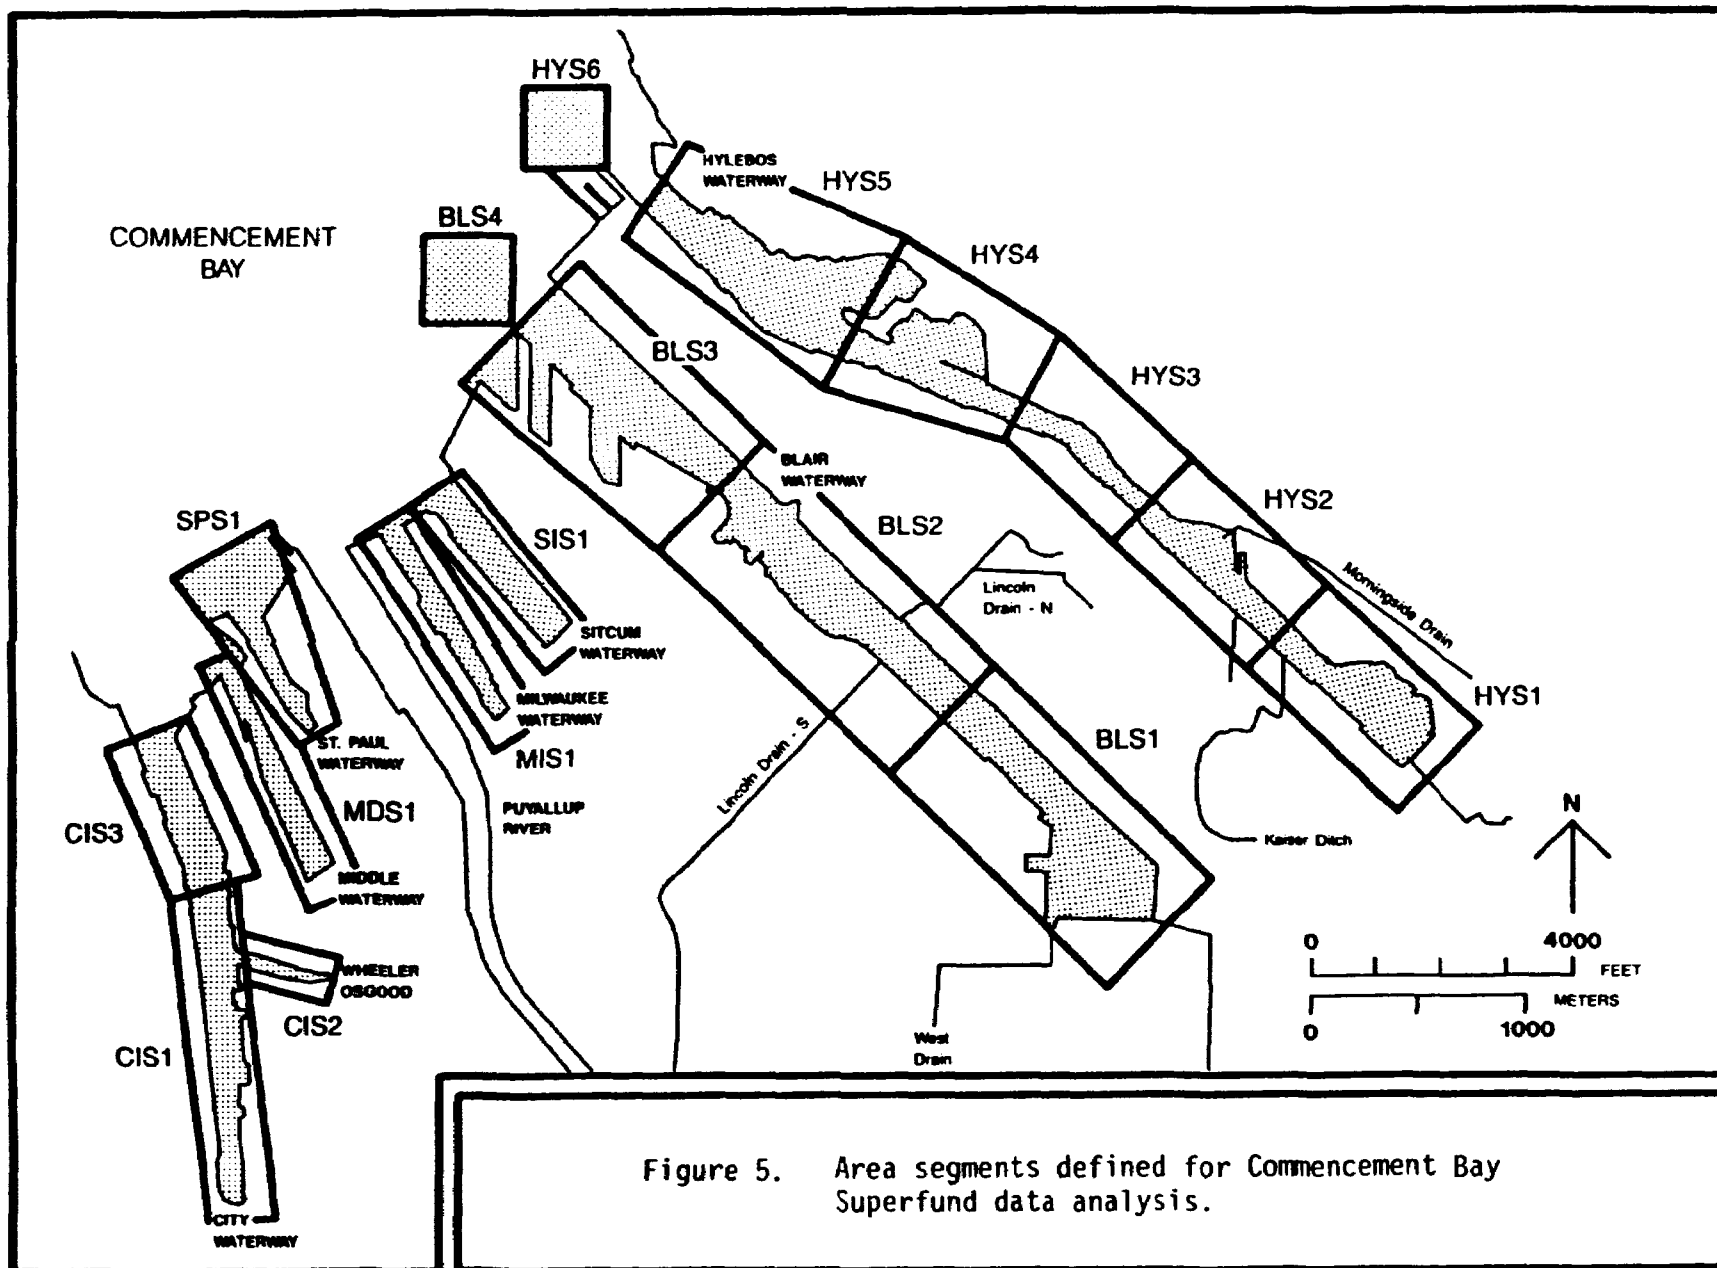 HYS6
HYLEBOS
WATERWAY
HYS5
BLS4
COMMENCEMENT
BAY
HYS4
BLS3
HYS3
BLAIR
WATERWAY
HYS2
SPS1
SIS1
BLS2
Lincoln
Drain - N
Morningside Drain
SITCUM
WATERWAY
HYS1
MILWAUKEE
WATERWAY
ST. PAUL
WATERWAY
MIS1
Lincoln Drain - S
BLS1
MDS1
PUYALLUP
RIVER
CIS3
Kaiser Ditch
N
MIDDLE
WATERWAY
0 4000
FEET
WHEELER
OSGOOD
METERS
0 1000
CIS2
CIS1
West
Drain
CITY
WATERWAY
Figure 5. Area segments defined for Commencement Bay
Superfund data analysis.